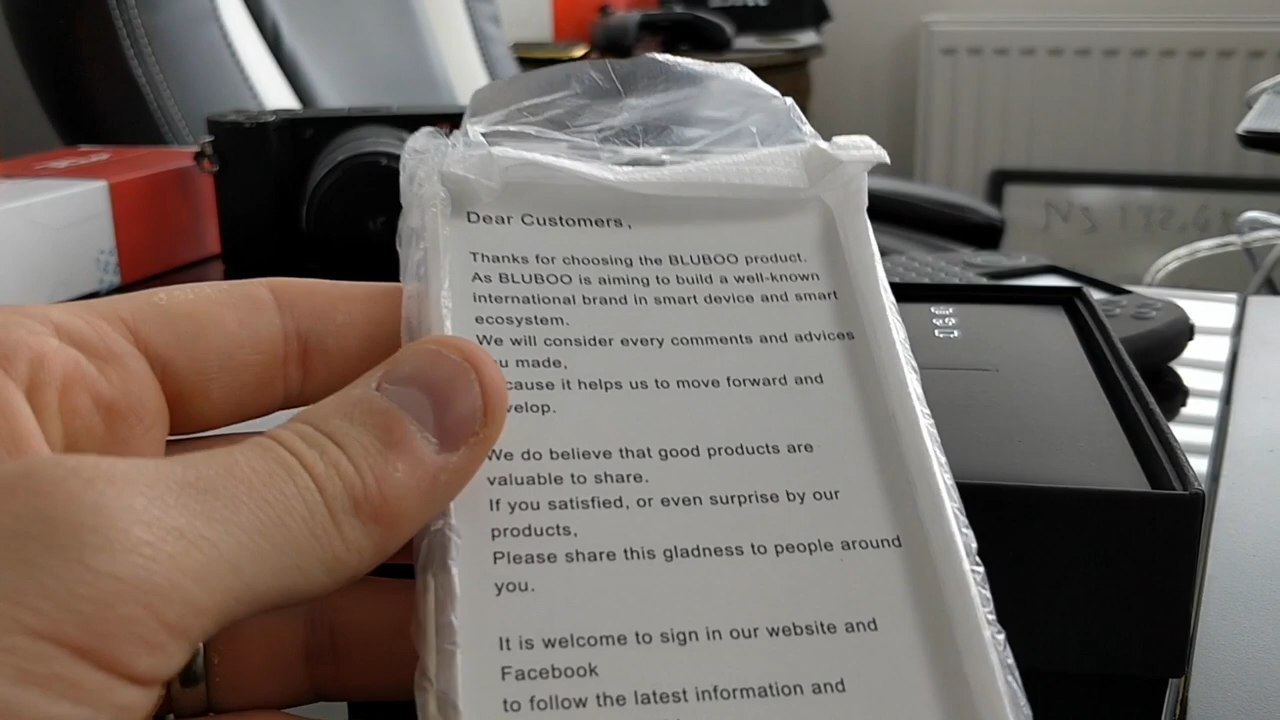 Dear Customers,
Thanks for choosing the BLUBOO product.
As BLUBOO is aiming to build a well-known
international brand in smart device and smart
ecosystem.
We will consider every comments and advices
u made,
cause it helps us to move forward and
velop.
We do believe that good products are
valuable to share.
If you satisfied, or even surprise by our
products,
Please share this gladness to people around
you.
It is welcome to sign in our website and
Facebook
to follow the latest information and